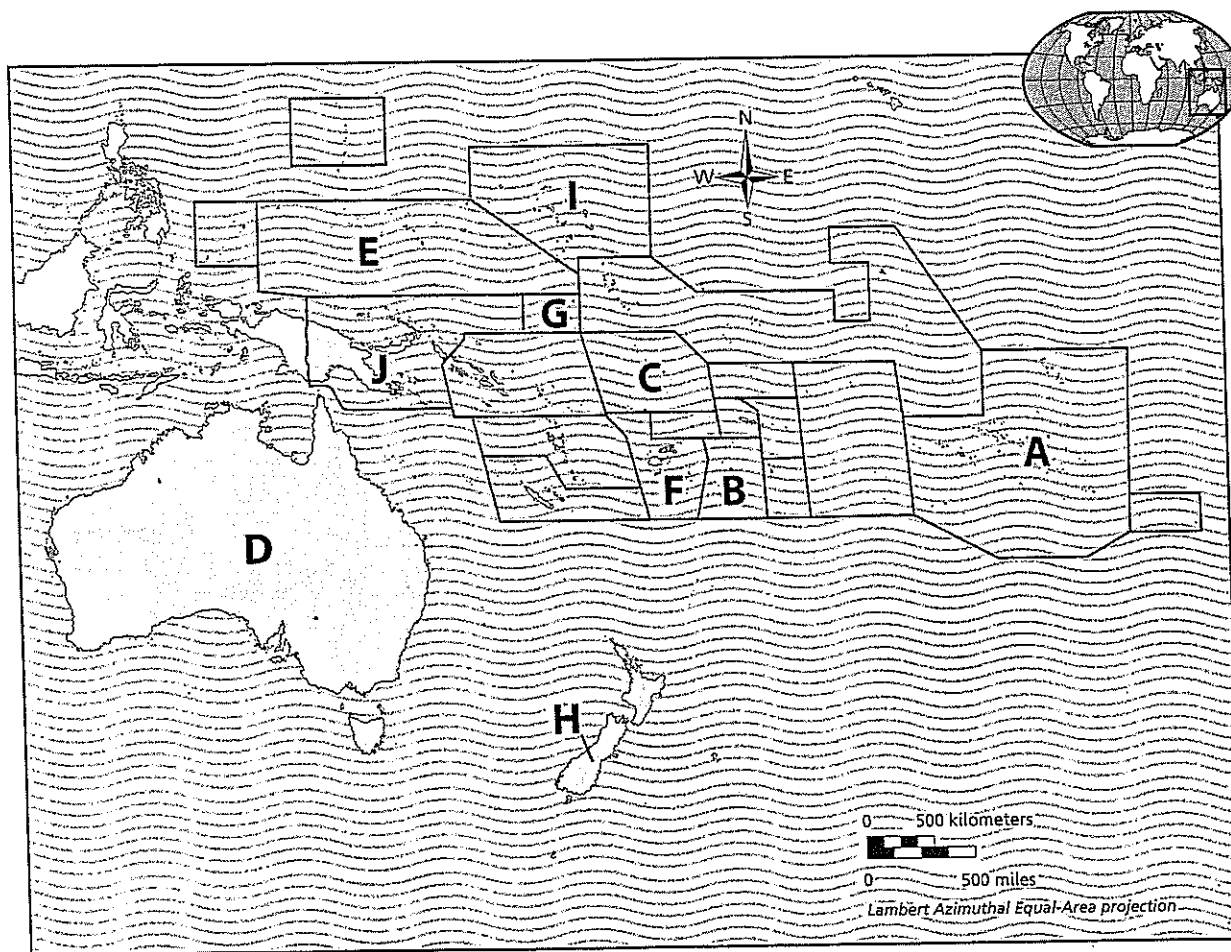 N
W E
S
I
E
G
J
C
A
F
B
D
H
0 500 kilometers
0 500 miles
Lambert Azimuthal Equal-Area projection